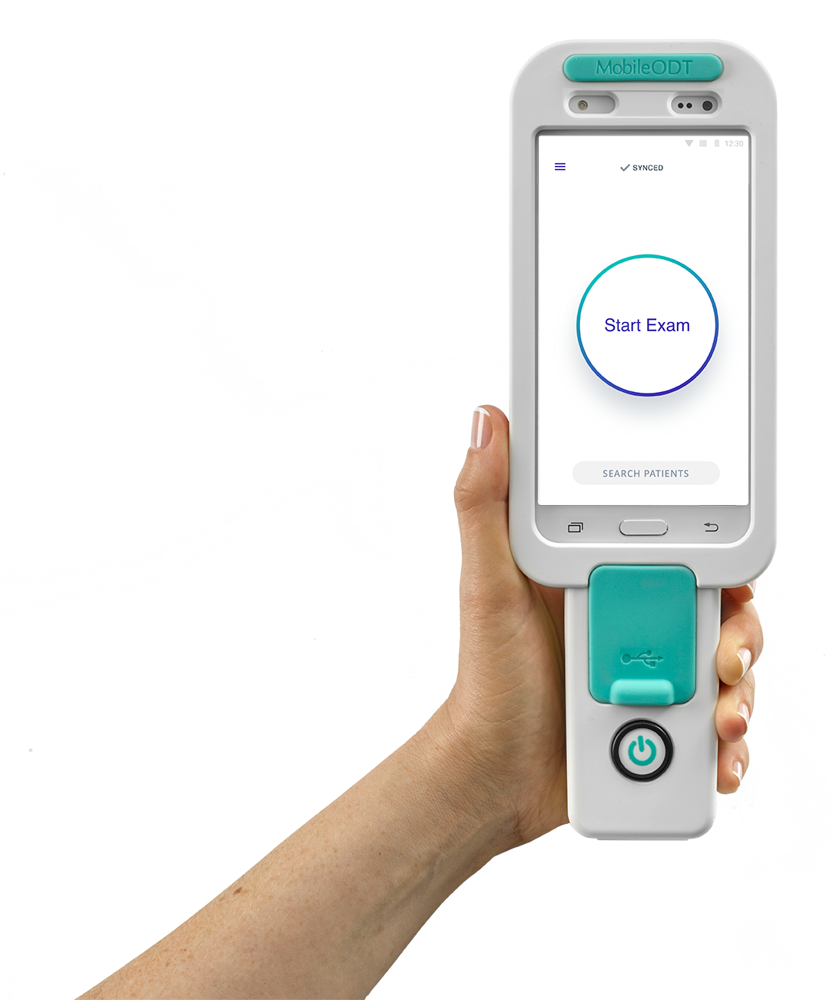 MobileODT
12:30
SYNCED
Start Exam
SEARCH PATIENTS